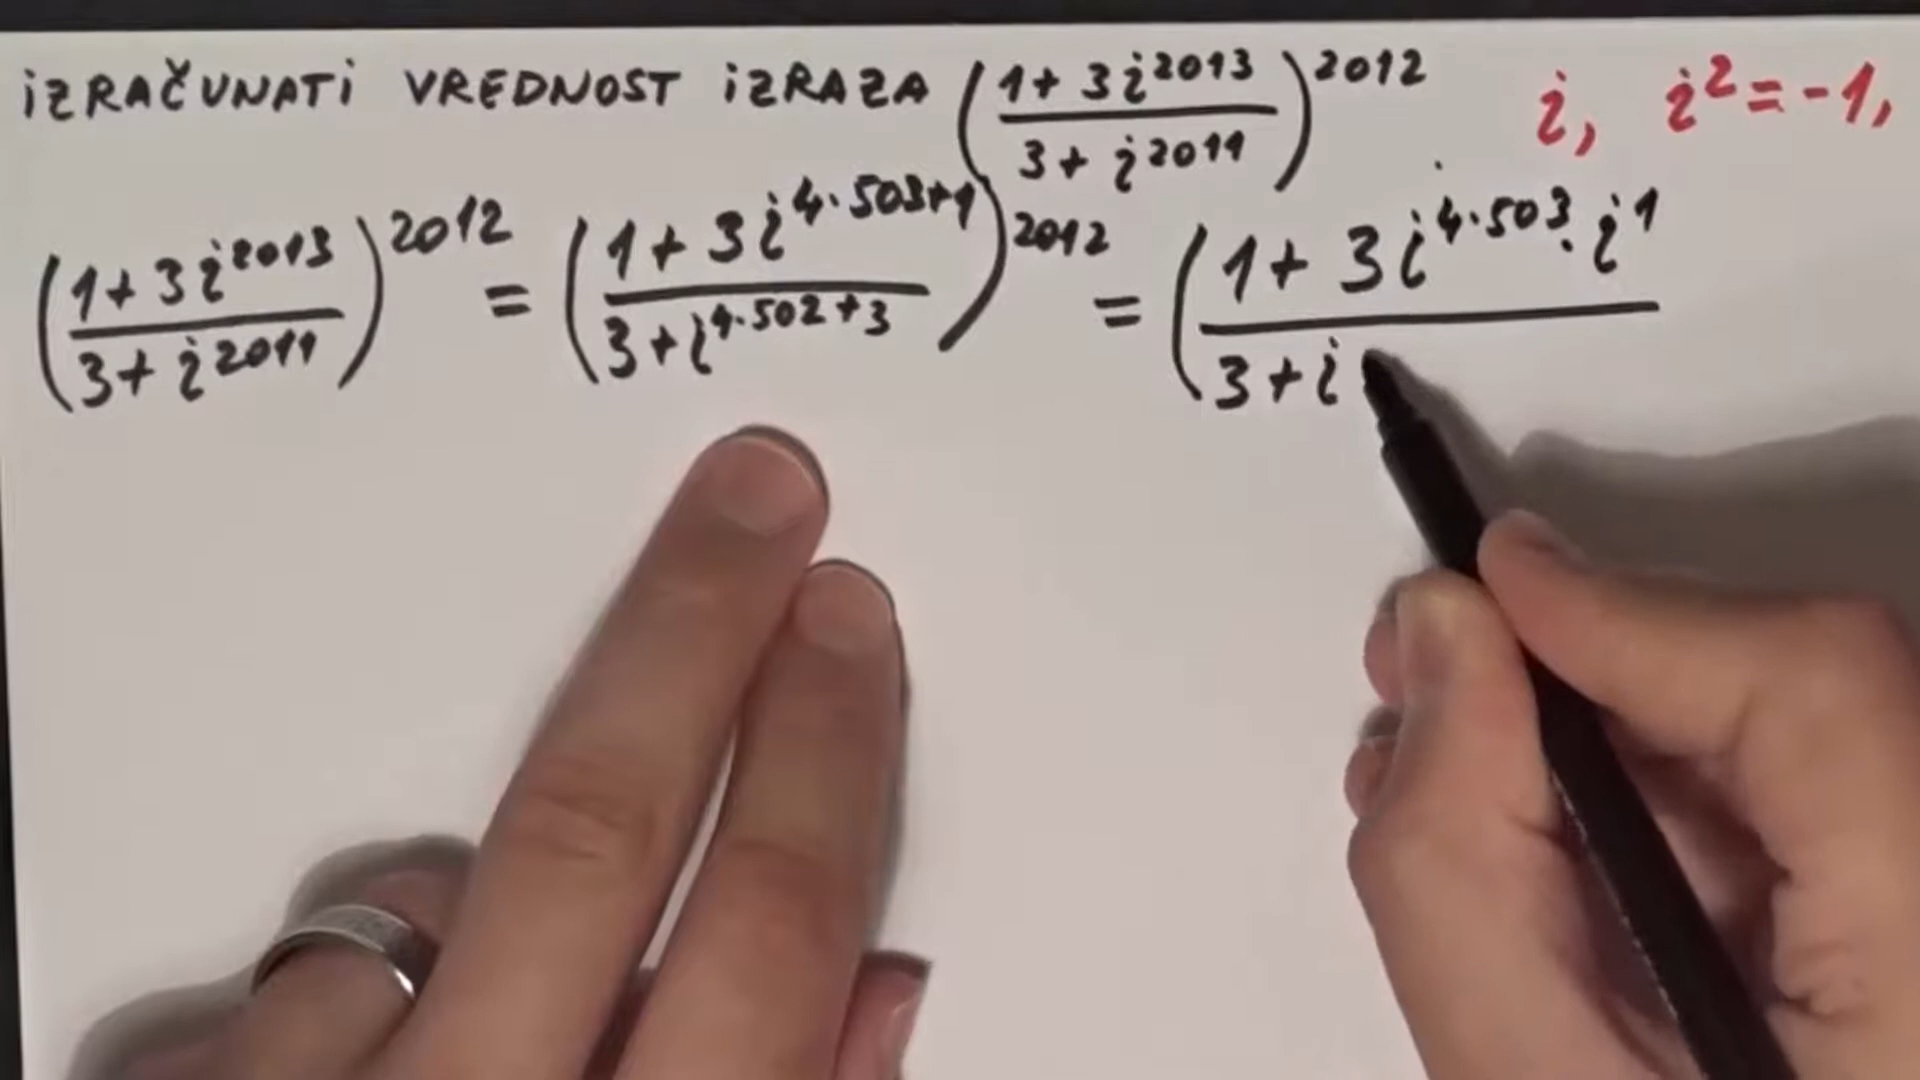 IZRAČUNATI VREDNOST IZRAZA ((1+3i^2013)/(3+i^2011))^2012 i, i^2=-1,
((1+3i^2013)/(3+i^2011))^2012 = ((1+3i^(4·503+1))/(3+i^(4·502+3)))^2012 = ((1+3i^(4·503)·i^1)/(3+i